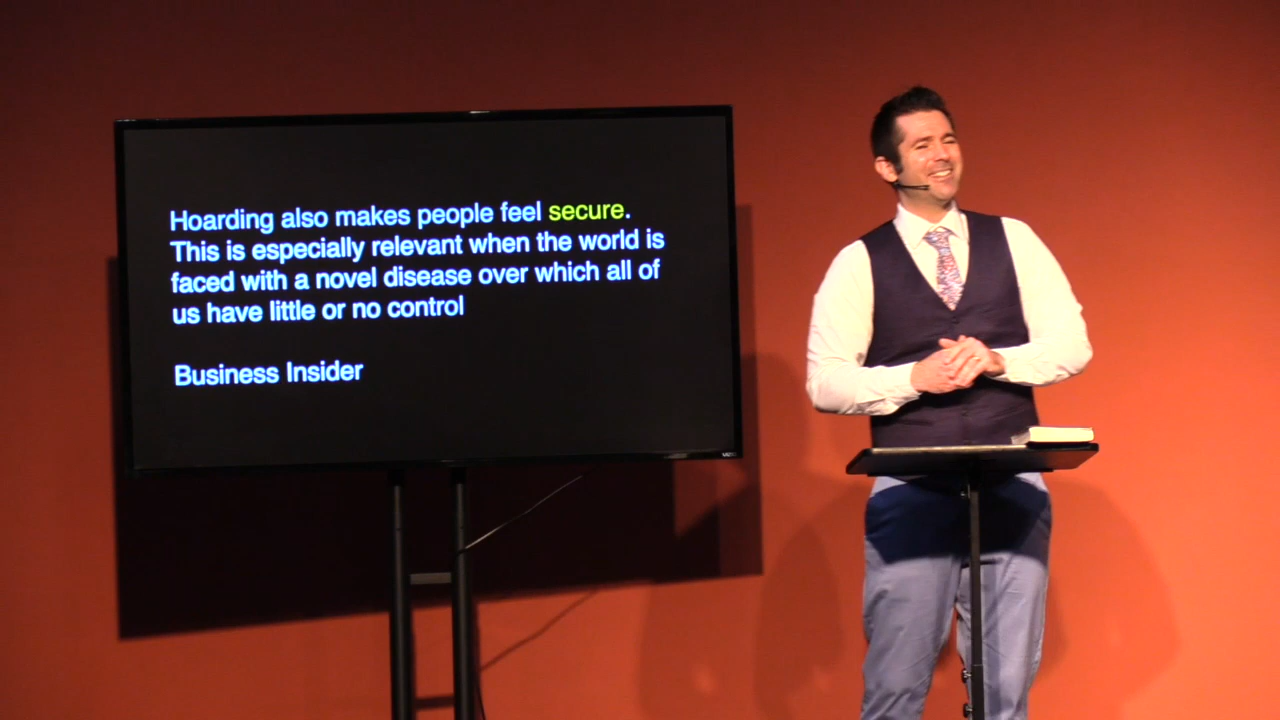 Hoarding also makes people feel secure.
This is especially relevant when the world is
faced with a novel disease over which all of
us have little or no control
Business Insider